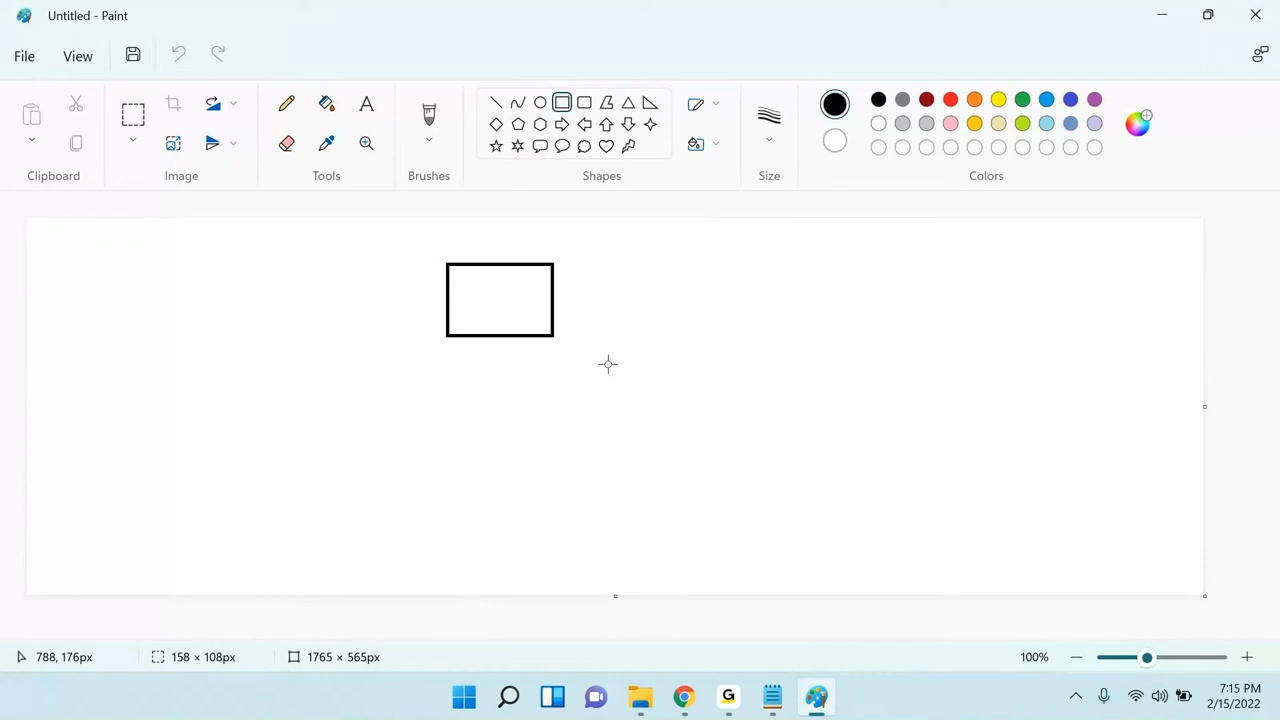 Untitled - Paint
File View
Clipboard Image Tools Brushes Shapes Size Colors
788, 176px 158 × 108px 1765 × 565px 100%
7:15 PM
2/15/2022